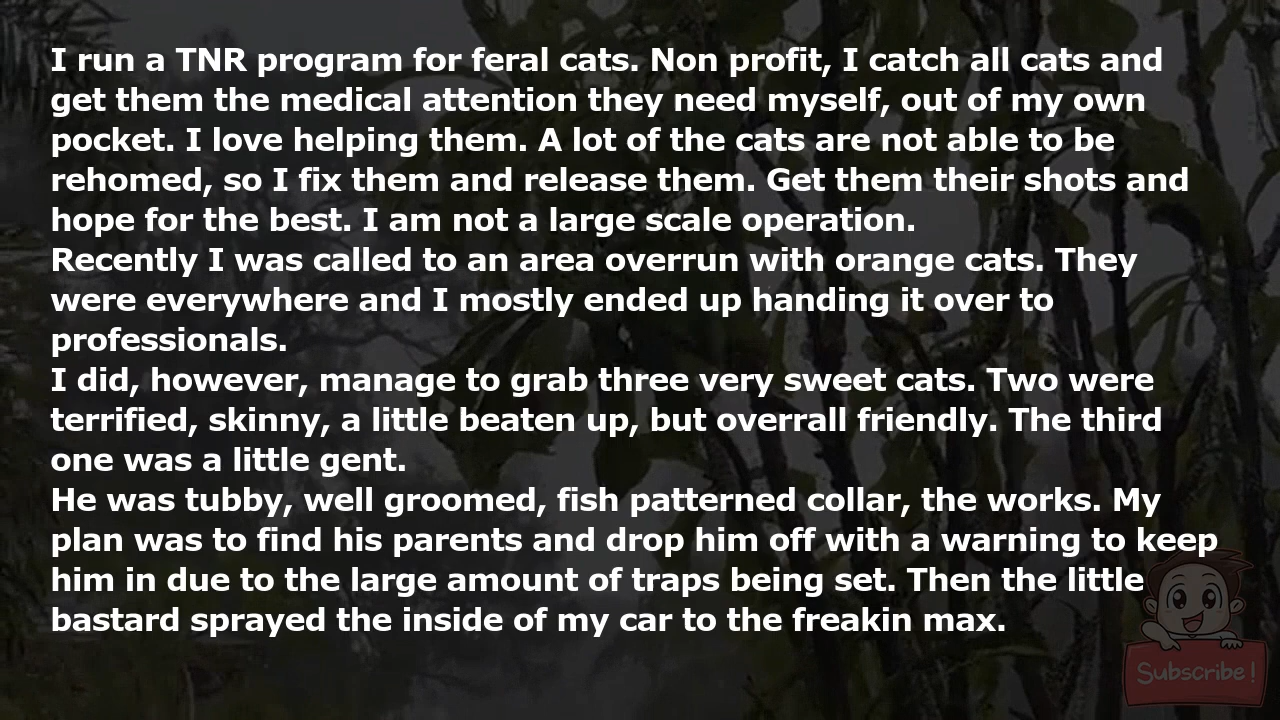 I run a TNR program for feral cats. Non profit, I catch all cats and
get them the medical attention they need myself, out of my own
pocket. I love helping them. A lot of the cats are not able to be
rehomed, so I fix them and release them. Get them their shots and
hope for the best. I am not a large scale operation.
Recently I was called to an area overrun with orange cats. They
were everywhere and I mostly ended up handing it over to
professionals.
I did, however, manage to grab three very sweet cats. Two were
terrified, skinny, a little beaten up, but overrall friendly. The third
one was a little gent.
He was tubby, well groomed, fish patterned collar, the works. My
plan was to find his parents and drop him off with a warning to keep
him in due to the large amount of traps being set. Then the little
bastard sprayed the inside of my car to the freakin max.
Subscribe!